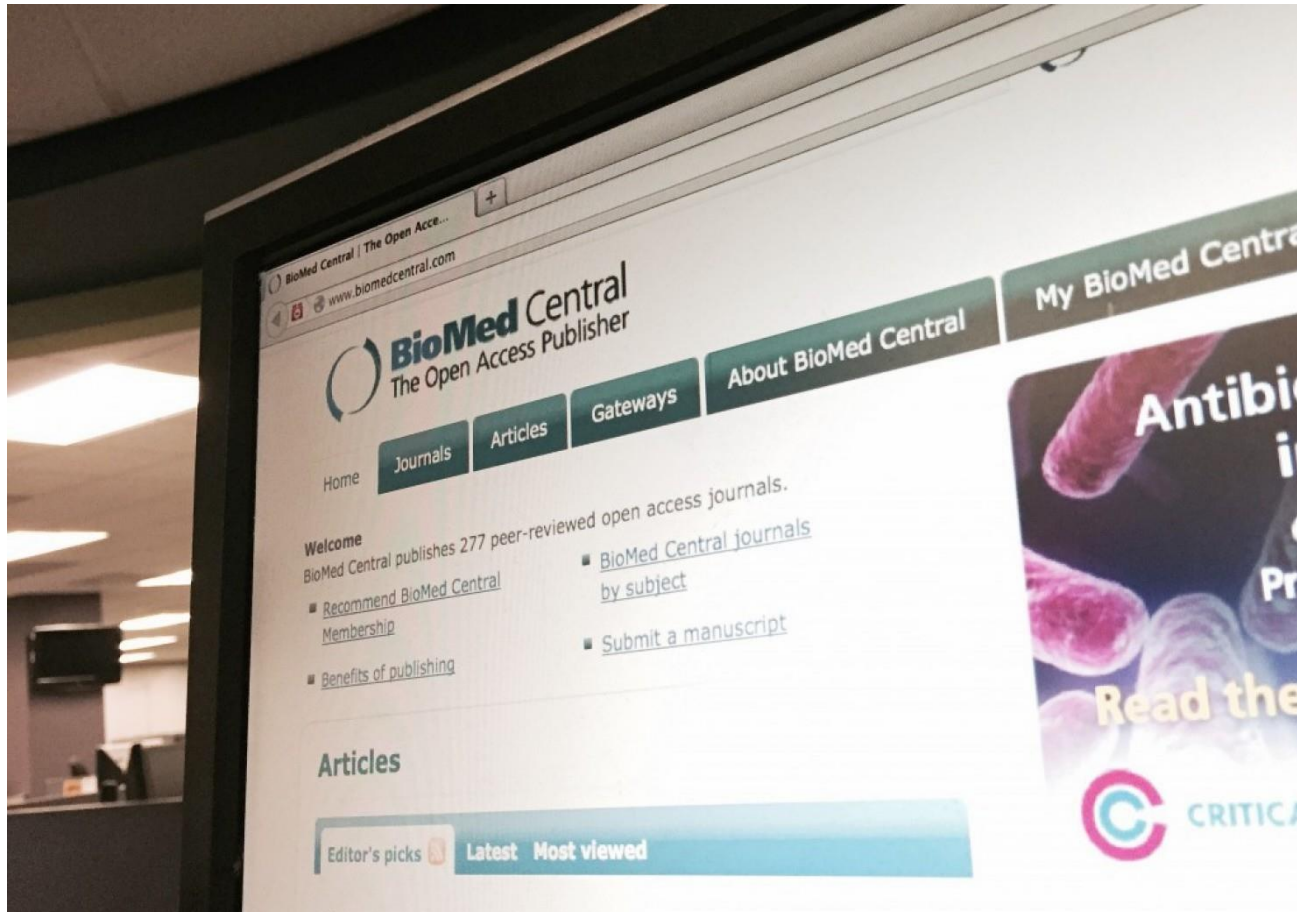 BioMed Central | The Open Acce...
+
www.biomedcentral.com
BioMed Central
The Open Access Publisher
Home
Journals
Articles
Gateways
About BioMed Central
My BioMed Centra
Welcome
BioMed Central publishes 277 peer-reviewed open access journals.
Recommend BioMed Central
Membership
Benefits of publishing
BioMed Central journals
by subject
Submit a manuscript
Antibio
i
Pr
Read the
CRITICA
Articles
Editor's picks
Latest
Most viewed